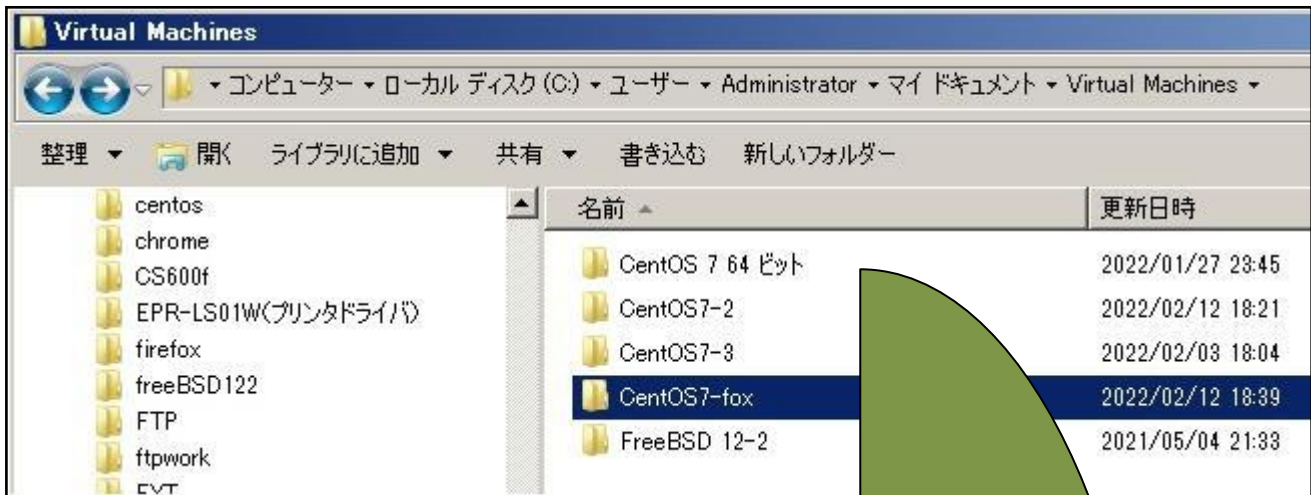 Virtual Machines
コンピューター ローカル ディスク (C:) ユーザー Administrator マイ ドキュメント Virtual Machines
整理 開く ライブラリに追加 共有 書き込む 新しいフォルダー
centos
chrome
CS600f
EPR-LS01W(プリンタドライバ)
firefox
freeBSD122
FTP
ftpwork
名前 更新日時
CentOS 7 64 ビット 2022/01/27 23:45
CentOS7-2 2022/02/12 18:21
CentOS7-3 2022/02/03 18:04
CentOS7-fox 2022/02/12 18:39
FreeBSD 12-2 2021/05/04 21:33